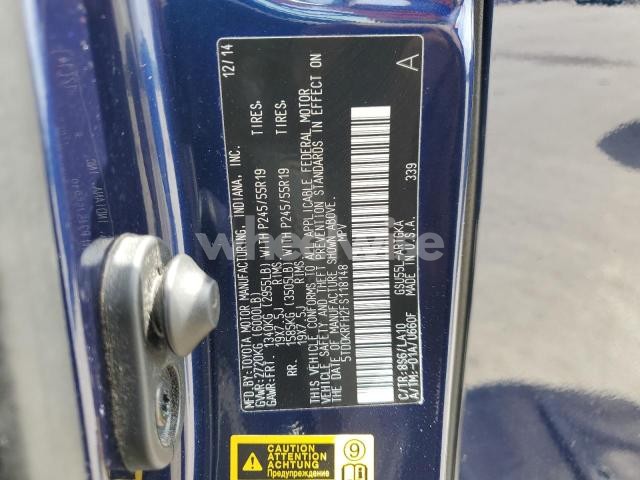 MFD.BY:TOYOTA MOTOR MANUFACTURING, INDIANA, INC. 12/14
GVWR:2720KG(6000LB)
GAWR:FRT. 1340KG(2955LB)WITH P245/55R19 TIRES,
19X7.5J RIMS
RR. 1585KG(3505LB)WITH P245/55R19 TIRES,
19X7.5J RIMS
THIS VEHICLE CONFORMS TO ALL APPLICABLE FEDERAL MOTOR
VEHICLE SAFETY AND THEFT PREVENTION STANDARDS IN EFFECT ON
THE DATE OF MANUFACTURE SHOWN ABOVE.
5TDDKRFH2FS118148 MPV
A
C/TR:8S6/LA10 GSU55L-ARTGKA 339
A/TM:-01A/U660F MADE IN U.S.A.
CAUTION
ATTENTION
ACHTUNG
Предупреждение
9